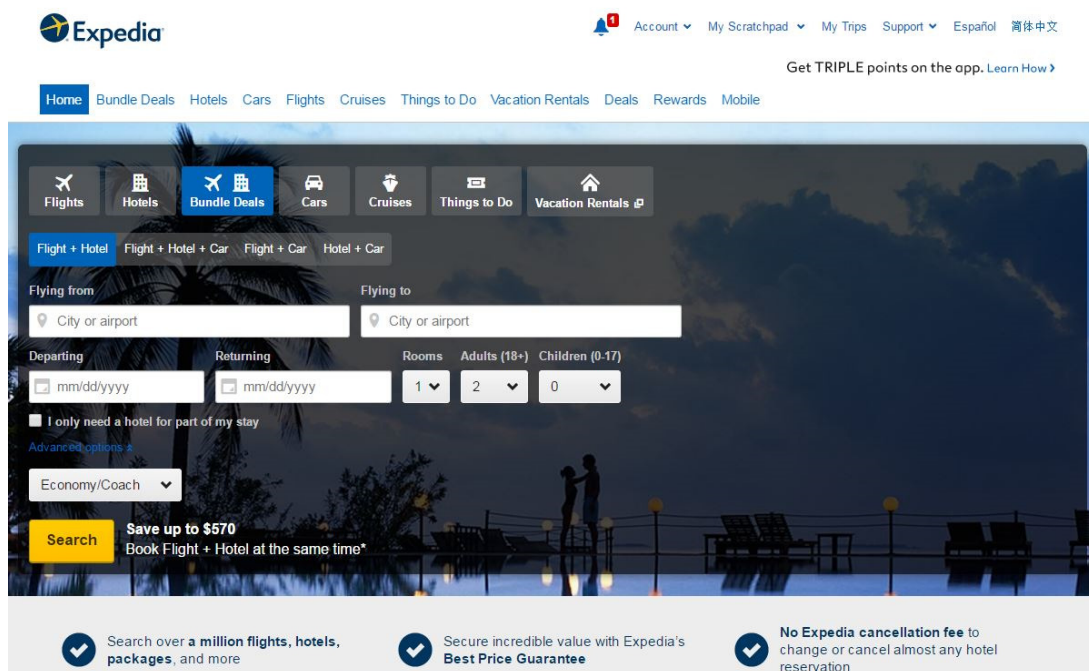 Expedia
1
Account
My Scratchpad
My Trips
Support
Español
简体中文
Get TRIPLE points on the app. Learn How
Home
Bundle Deals
Hotels
Cars
Flights
Cruises
Things to Do
Vacation Rentals
Deals
Rewards
Mobile
Flights
Hotels
Bundle Deals
Cars
Cruises
Things to Do
Vacation Rentals
Flight + Hotel
Flight + Hotel + Car
Flight + Car
Hotel + Car
Flying from
Flying to
City or airport
City or airport
Departing
Returning
Rooms
Adults (18+)
Children (0-17)
mm/dd/yyyy
mm/dd/yyyy
1
2
0
I only need a hotel for part of my stay
Advanced options
Economy/Coach
Search
Save up to $570
Book Flight + Hotel at the same time*
Search over a million flights, hotels,
packages, and more
Secure incredible value with Expedia's
Best Price Guarantee
No Expedia cancellation fee to
change or cancel almost any hotel
reservation